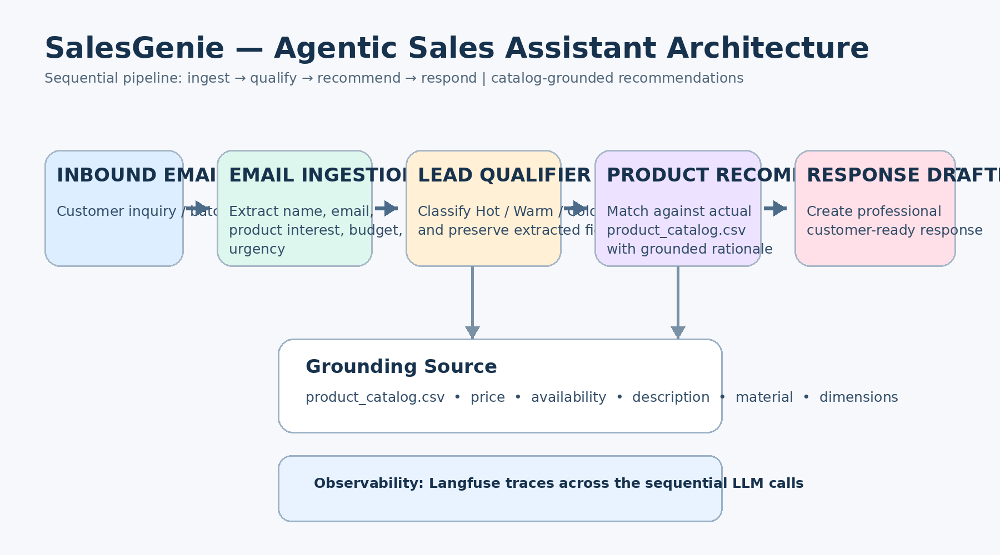 SalesGenie — Agentic Sales Assistant Architecture
Sequential pipeline: ingest → qualify → recommend → respond | catalog-grounded recommendations
INBOUND EMAI
Customer inquiry / batc
EMAIL INGESTION
Extract name, email,
product interest, budget,
urgency
LEAD QUALIFIER
Classify Hot / Warm / Cold
and preserve extracted fi
PRODUCT RECOM
Match against actual
product_catalog.csv
with grounded rationale
RESPONSE DRAFT
Create professional
customer-ready response
Grounding Source
product_catalog.csv • price • availability • description • material • dimensions
Observability: Langfuse traces across the sequential LLM calls